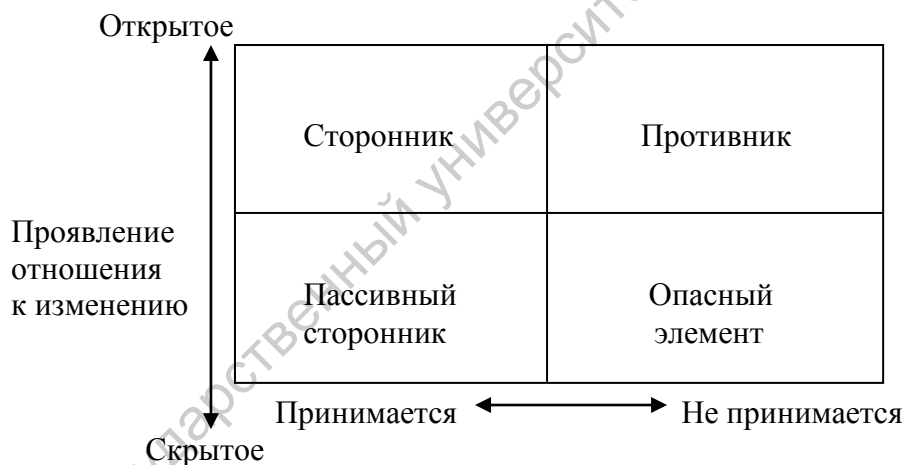 Открытое
Сторонник
Противник
Проявление
отношения
к изменению
Пассивный
сторонник
Опасный
элемент
Принимается
Не принимается
Скрытое